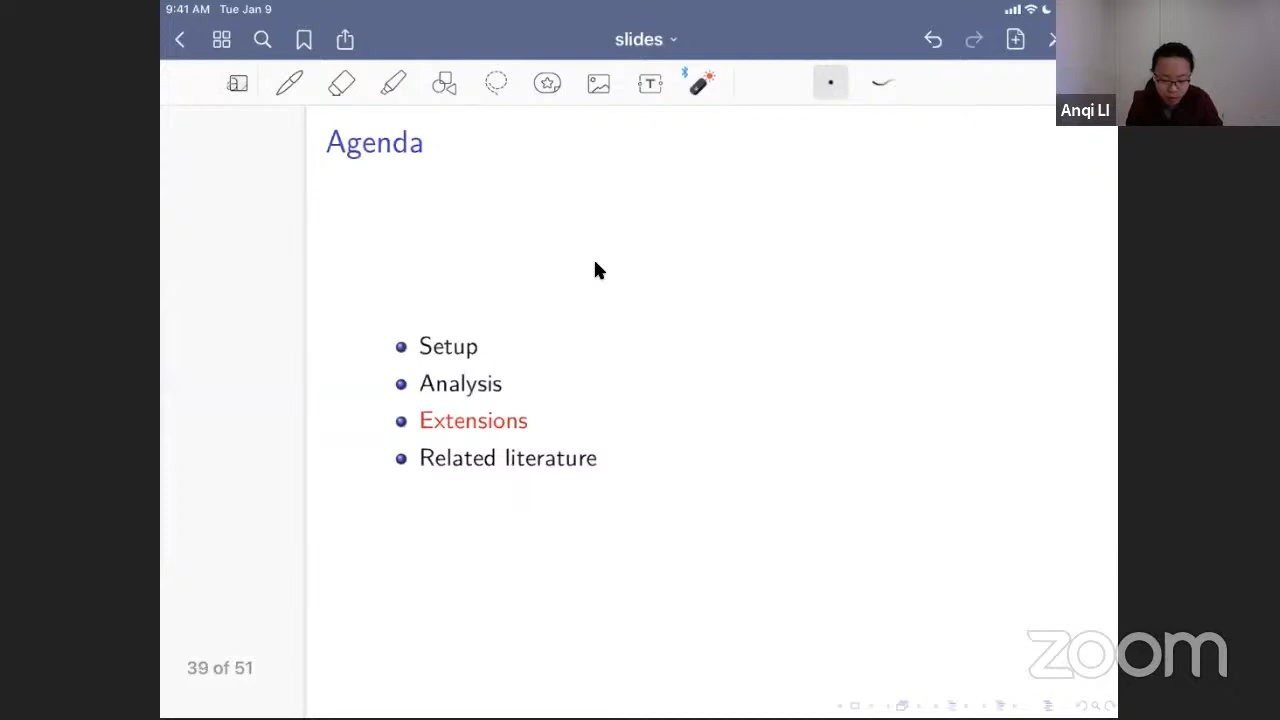 9:41 AM Tue Jan 9
slides
Anqi LI
Agenda
Setup
Analysis
Extensions
Related literature
39 of 51
zoom